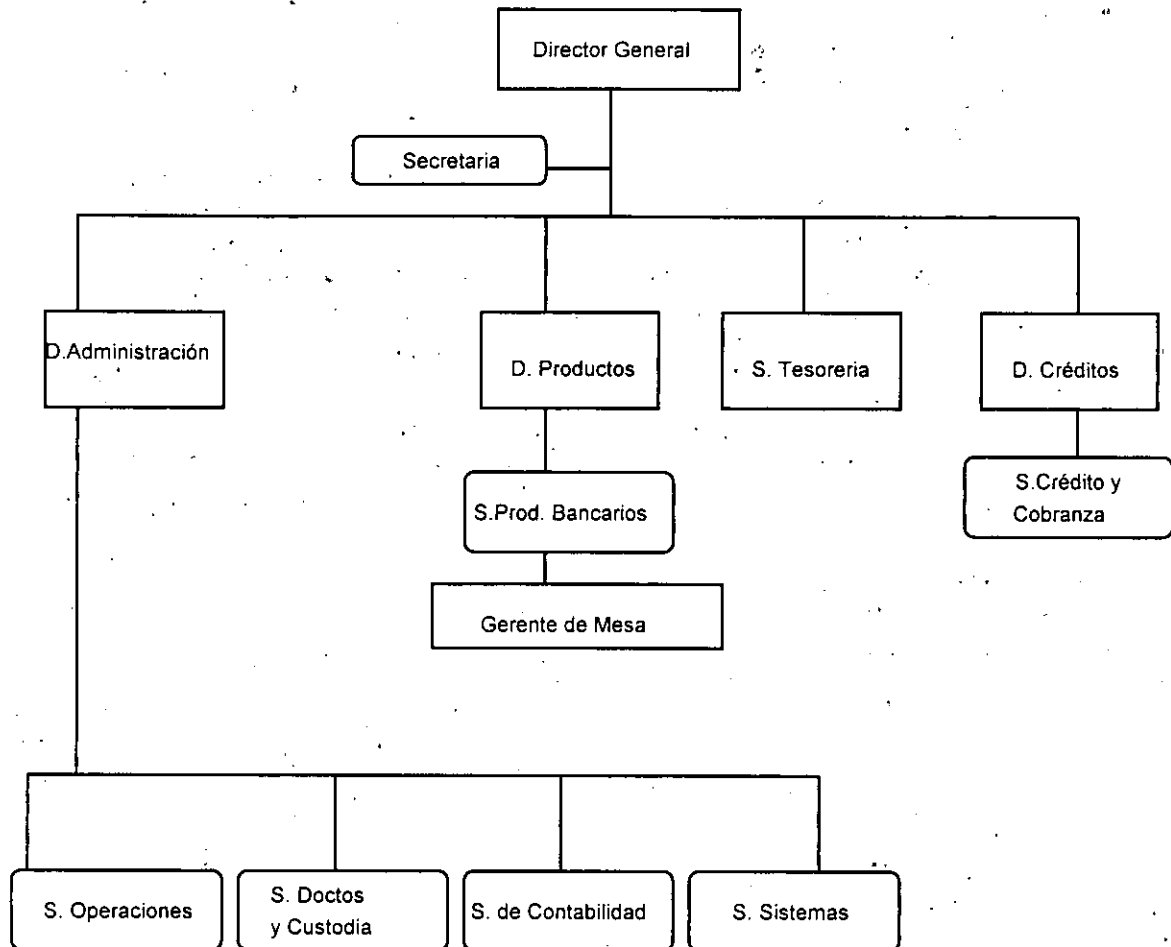 Director General
Secretaria
D.Administración
D. Productos
S. Tesoreria
D. Créditos
S.Prod. Bancarios
S.Crédito y
Cobranza
Gerente de Mesa
S. Operaciones
S. Doctos
y Custodia
S. de Contabilidad
S. Sistemas